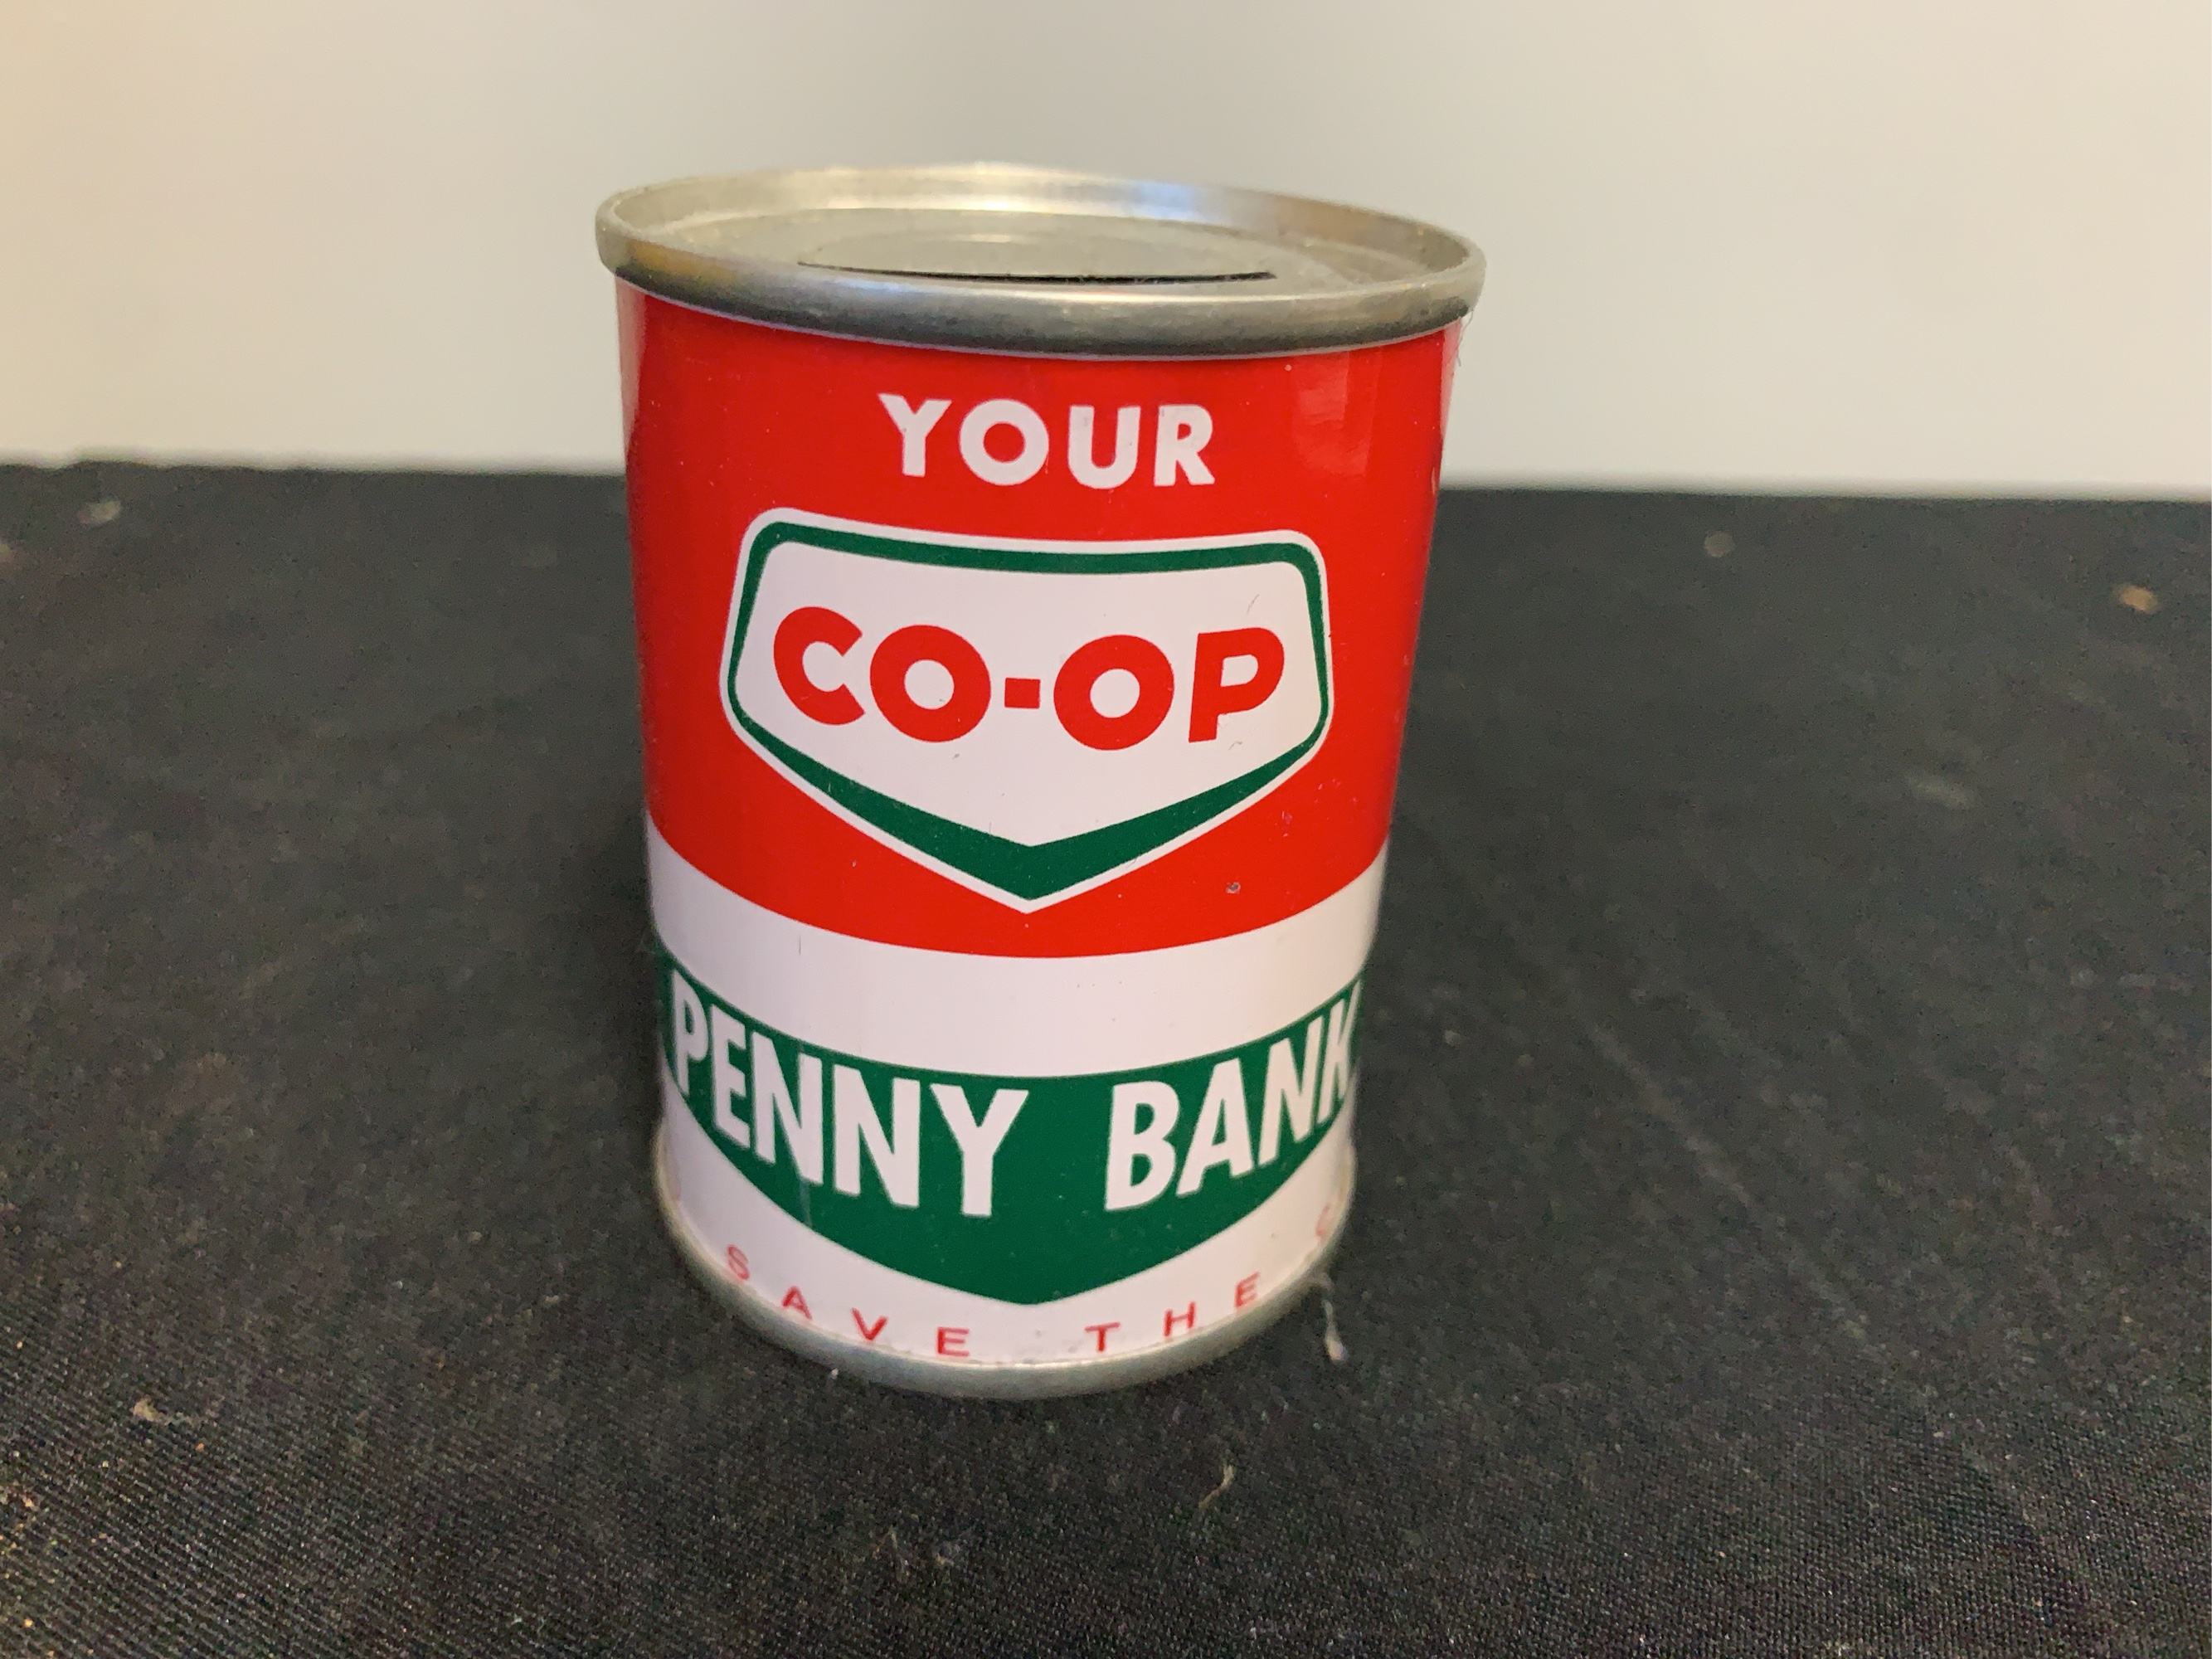 YOUR
CO-OP
PENNY BANK
SAVE THE